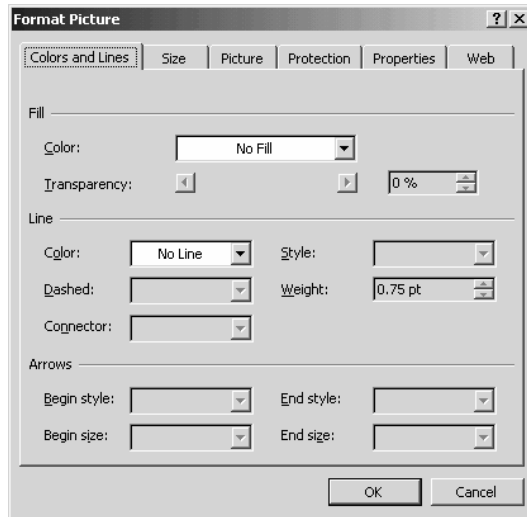 Format Picture
Colors and Lines Size Picture Protection Properties Web
Fill
Color: No Fill
Transparency: 0 %
Line
Color: No Line Style:
Dashed: Weight: 0.75 pt
Connector:
Arrows
Begin style: End style:
Begin size: End size:
OK Cancel